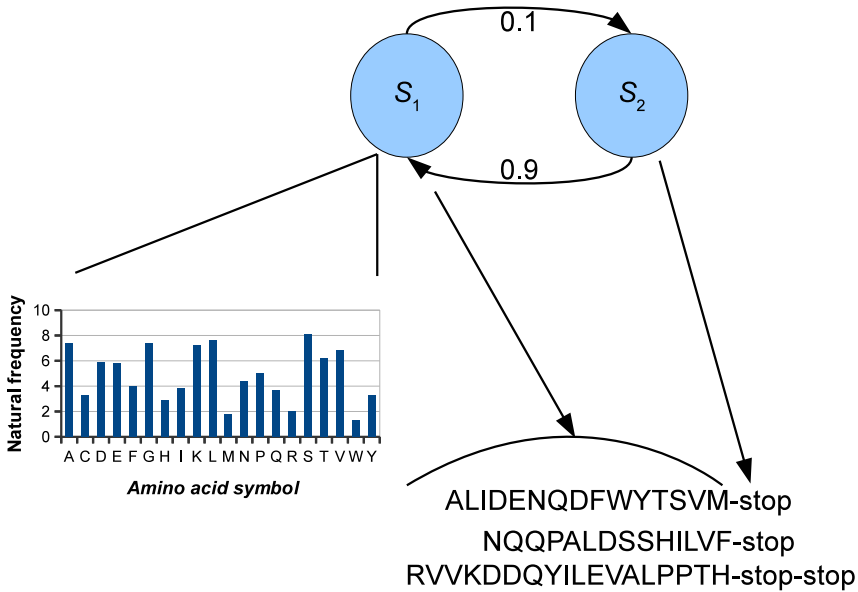 0.1
S1 S2
0.9
Natural frequency
10
8
6
4
2
0
A C D E F G H I K L M N P Q R S T V W Y
Amino acid symbol
ALIDENQDFWYTSVM-stop
NQQPALDSSHILVF-stop
RVVKDDQYILEVALPPTH-stop-stop